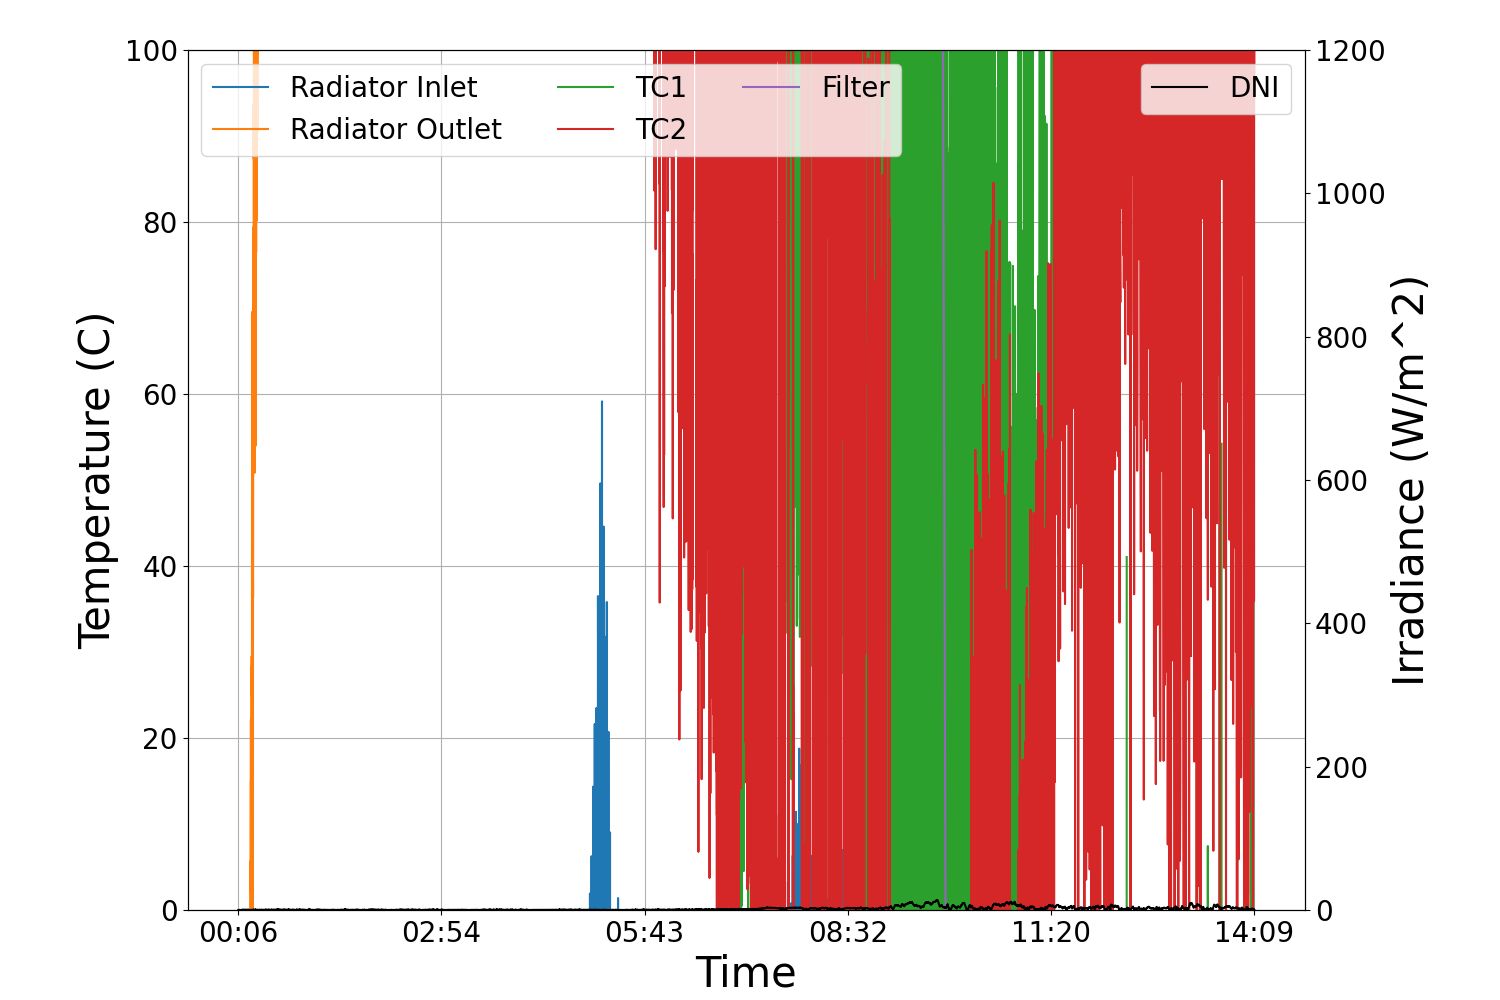 100
80
60
40
20
0
Temperature (C)
Radiator Inlet
Radiator Outlet
TC1
TC2
Filter
DNI
1200
1000
800
600
400
200
0
Irradiance (W/m^2)
00:06 02:54 05:43 08:32 11:20 14:09
Time